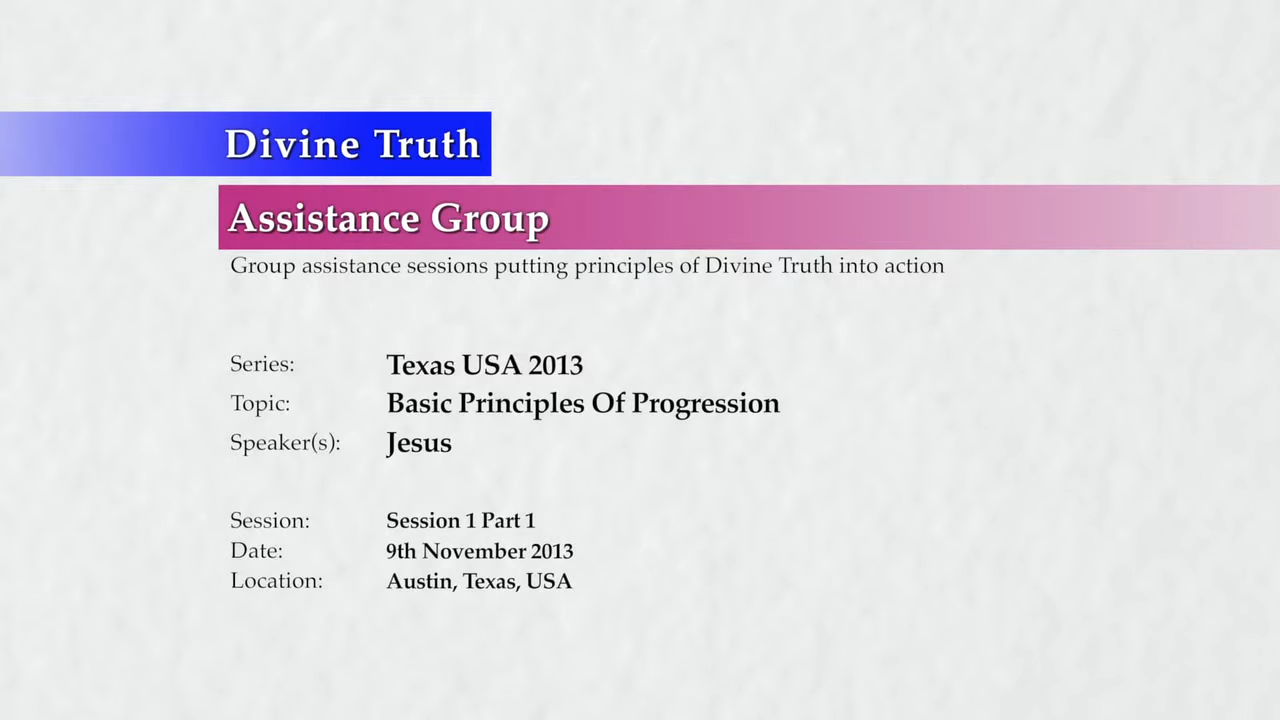 Divine Truth
Assistance Group
Group assistance sessions putting principles of Divine Truth into action
Series: Texas USA 2013
Topic: Basic Principles Of Progression
Speaker(s): Jesus
Session: Session 1 Part 1
Date: 9th November 2013
Location: Austin, Texas, USA